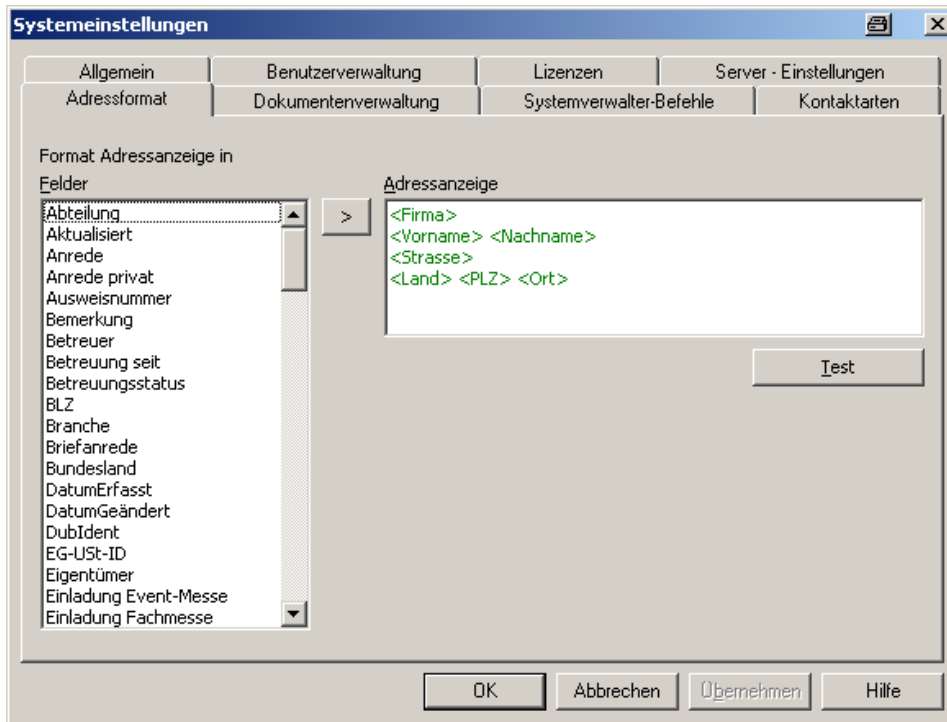 Systemeinstellungen
Allgemein Benutzerverwaltung Lizenzen Server - Einstellungen
Adressformat Dokumentenverwaltung Systemverwalter-Befehle Kontaktarten
Format Adressanzeige in
Felder
Abteilung
Aktualisiert
Anrede
Anrede privat
Ausweisnummer
Bemerkung
Betreuer
Betreuung seit
Betreuungsstatus
BLZ
Branche
Briefanrede
Bundesland
DatumErfasst
DatumGeändert
DubIdent
EG-USt-ID
Eigentümer
Einladung Event-Messe
Einladung Fachmesse
>
Adressanzeige
<Firma>
<Vorname> <Nachname>
<Strasse>
<Land> <PLZ> <Ort>
Test
OK Abbrechen Übernehmen Hilfe